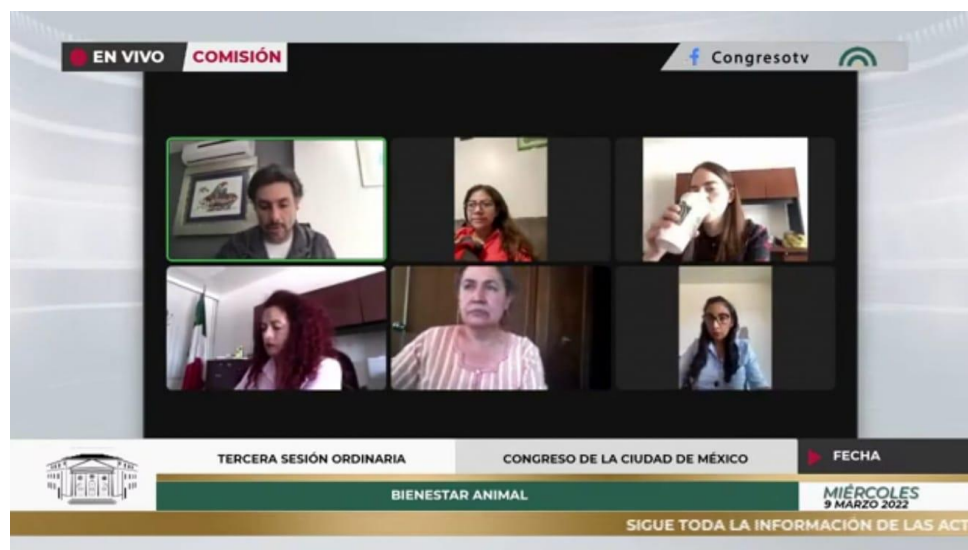 EN VIVO
COMISIÓN
Congresotv
TERCERA SESIÓN ORDINARIA
CONGRESO DE LA CIUDAD DE MÉXICO
FECHA
BIENESTAR ANIMAL
MIÉRCOLES
9 MARZO 2022
SIGUE TODA LA INFORMACIÓN DE LAS ACT